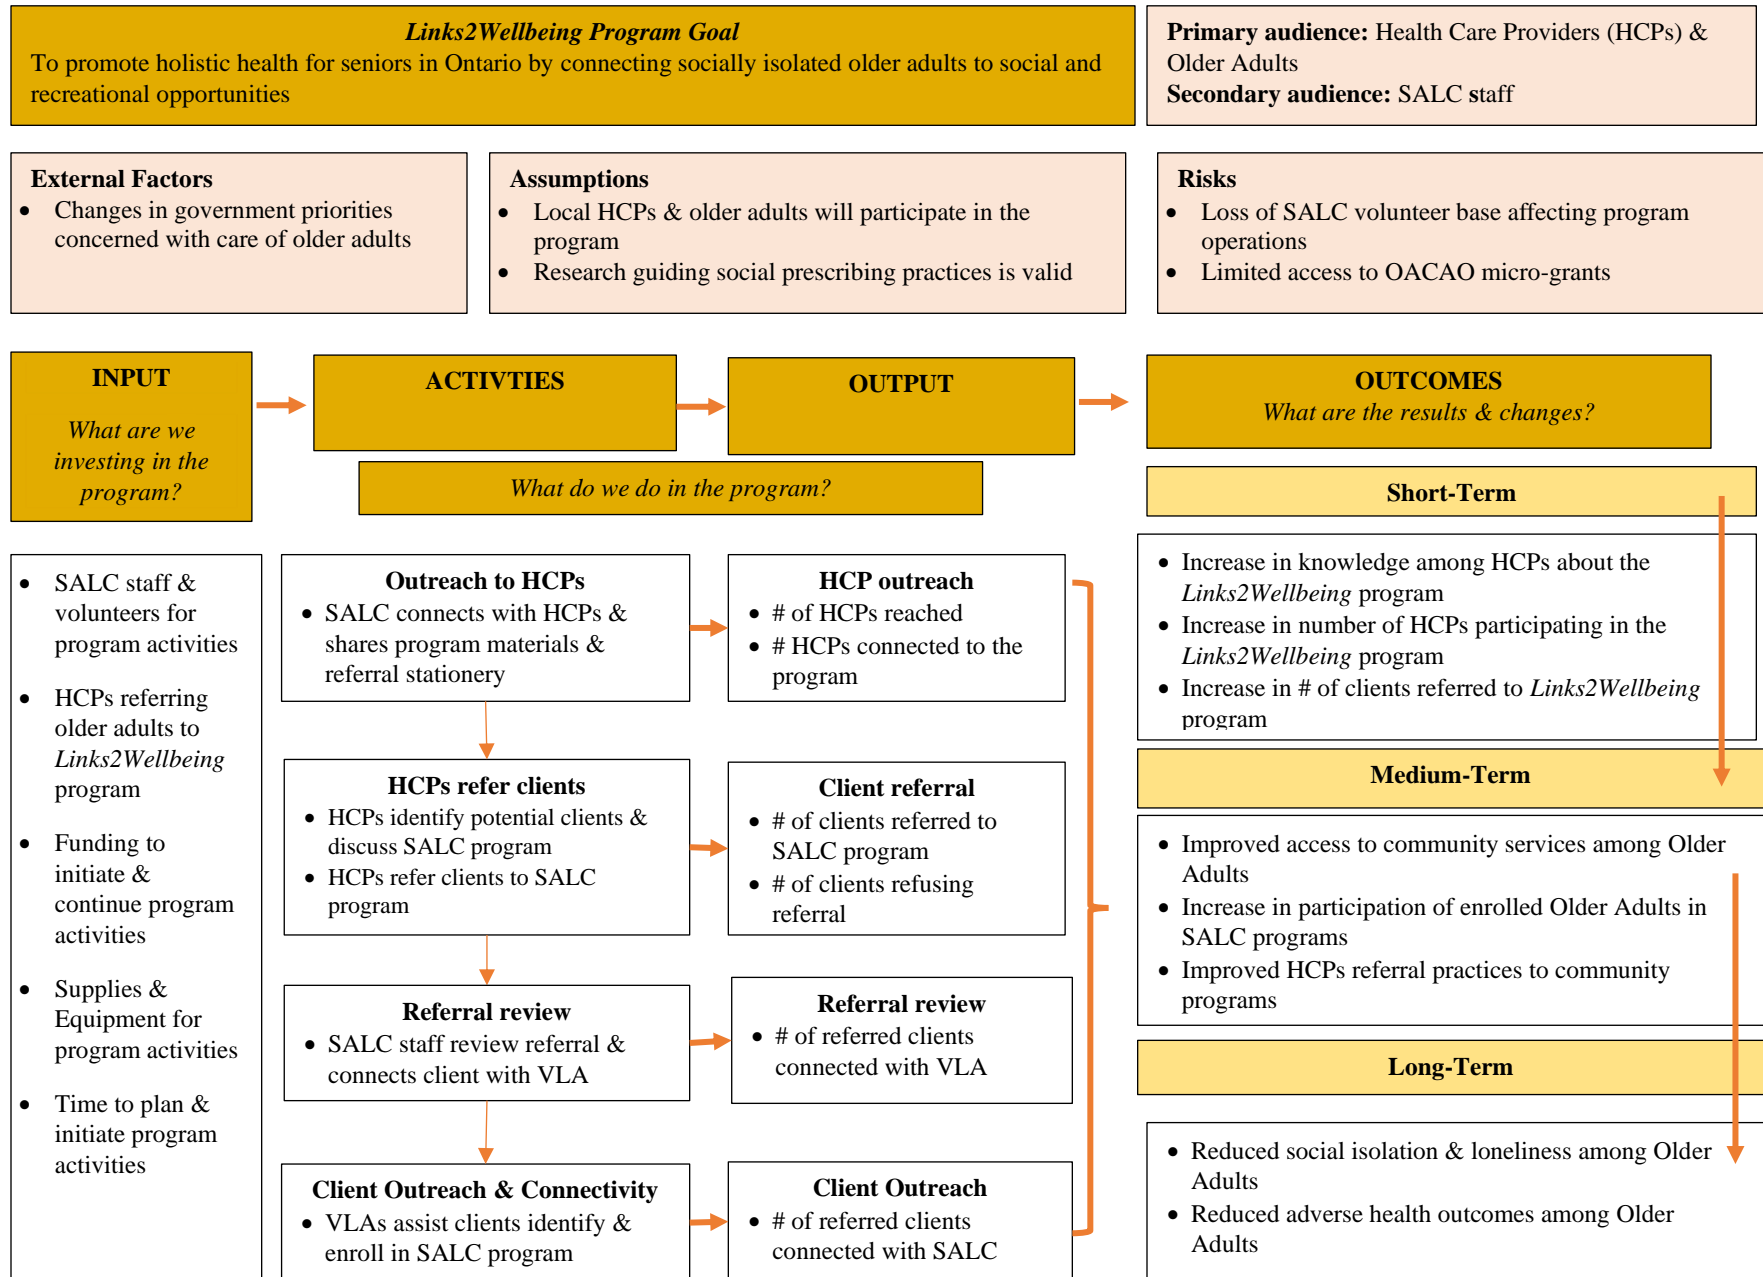 Links2Wellbeing Program Goal
To promote holistic health for seniors in Ontario by connecting socially isolated older adults to social and
recreational opportunities
Primary audience: Health Care Providers (HCPs) &
Older Adults
Secondary audience: SALC staff
External Factors
• Changes in government priorities
concerned with care of older adults
Assumptions
• Local HCPs & older adults will participate in the
program
• Research guiding social prescribing practices is valid
Risks
• Loss of SALC volunteer base affecting program
operations
• Limited access to OACAO micro-grants
INPUT
What are we
investing in the
program?
ACTIVTIES
OUTPUT
What do we do in the program?
OUTCOMES
What are the results & changes?
• SALC staff &
volunteers for
program activities
• HCPs referring
older adults to
Links2Wellbeing
program
• Funding to
initiate &
continue program
activities
• Supplies &
Equipment for
program activities
• Time to plan &
initiate program
activities
Outreach to HCPs
• SALC connects with HCPs &
shares program materials &
referral stationery
HCPs refer clients
• HCPs identify potential clients &
discuss SALC program
• HCPs refer clients to SALC
program
Referral review
• SALC staff review referral &
connects client with VLA
Client Outreach & Connectivity
• VLAs assist clients identify &
enroll in SALC program
HCP outreach
• # of HCPs reached
• # HCPs connected to the
program
Client referral
• # of clients referred to
SALC program
• # of clients refusing
referral
Referral review
• # of referred clients
connected with VLA
Client Outreach
• # of referred clients
connected with SALC
Short-Term
• Increase in knowledge among HCPs about the
Links2Wellbeing program
• Increase in number of HCPs participating in the
Links2Wellbeing program
• Increase in # of clients referred to Links2Wellbeing
program
Medium-Term
• Improved access to community services among Older
Adults
• Increase in participation of enrolled Older Adults in
SALC programs
• Improved HCPs referral practices to community
programs
Long-Term
• Reduced social isolation & loneliness among Older
Adults
• Reduced adverse health outcomes among Older
Adults